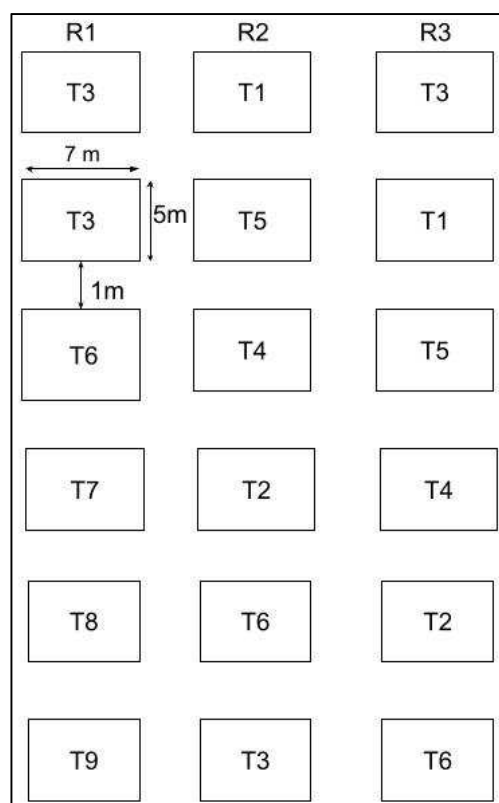 R1 R2 R3
T3 T1 T3
7 m
T3 5m T5 T1
1m
T6 T4 T5
T7 T2 T4
T8 T6 T2
T9 T3 T6